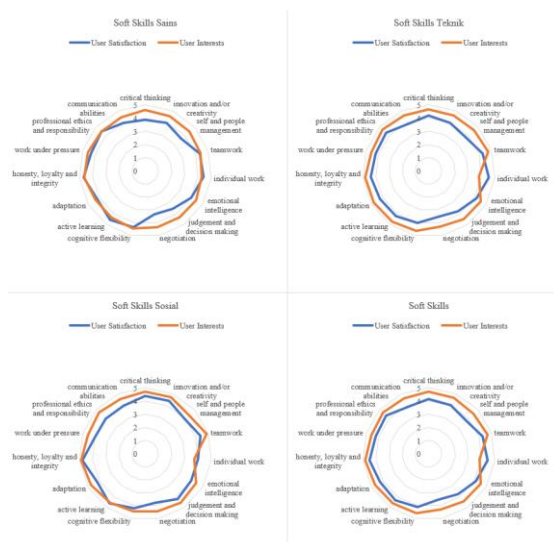 Soft Skills Sains
User Satisfaction User Interests
critical thinking
communication
abilities
innovation and/or
creativity
professional ethics
and responsibility
self and people
management
work under pressure
teamwork
honesty, loyalty and
integrity
individual work
adaptation
emotional
intelligence
active learning
judgement and
decision making
cognitive flexibility
negotiation
5
4
3
2
1
0
Soft Skills Teknik
User Satisfaction User Interests
critical thinking
communication
abilities
innovation and/or
creativity
professional ethics
and responsibility
self and people
management
work under pressure
teamwork
honesty, loyalty and
integrity
individual work
adaptation
emotional
intelligence
active learning
judgement and
decision making
cognitive flexibility
negotiation
5
4
3
2
1
0
Soft Skills Sosial
User Satisfaction User Interests
critical thinking
communication
abilities
innovation and/or
creativity
professional ethics
and responsibility
self and people
management
work under pressure
teamwork
honesty, loyalty and
integrity
individual work
adaptation
emotional
intelligence
active learning
judgement and
decision making
cognitive flexibility
negotiation
5
4
3
2
1
0
Soft Skills
User Satisfaction User Interests
critical thinking
communication
abilities
innovation and/or
creativity
professional ethics
and responsibility
self and people
management
work under pressure
teamwork
honesty, loyalty and
integrity
individual work
adaptation
emotional
intelligence
active learning
judgement and
decision making
cognitive flexibility
negotiation
5
4
3
2
1
0